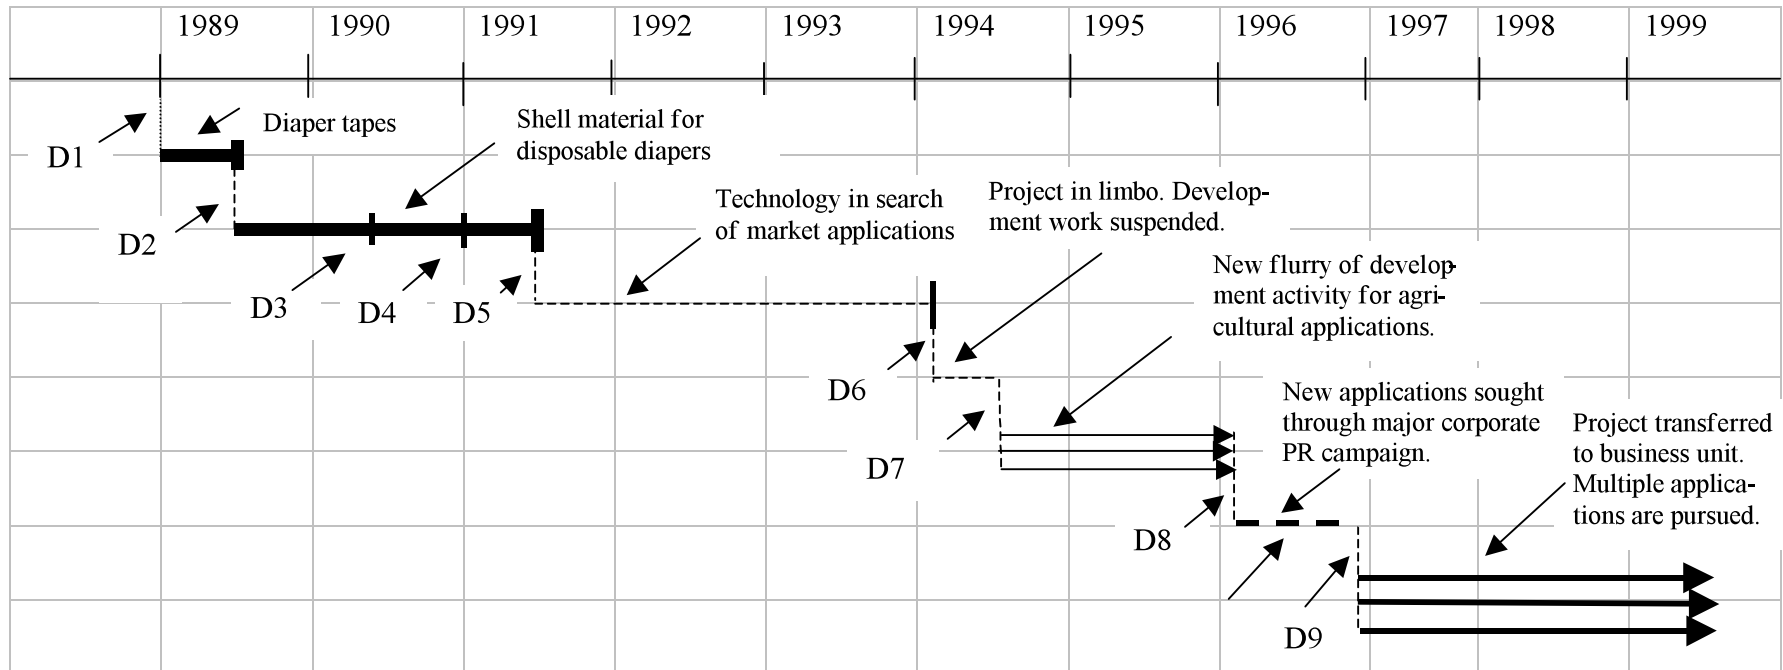 1989 1990 1991 1992 1993 1994 1995 1996 1997 1998 1999
Diaper tapes
Shell material for
disposable diapers
D1
Technology in search
of market applications
Project in limbo. Develop-
ment work suspended.
D2
New flurry of develop-
ment activity for agri-
cultural applications.
D3 D4 D5
D6
New applications sought
through major corporate
PR campaign.
Project transferred
to business unit.
Multiple applica-
tions are pursued.
D7
D8
D9